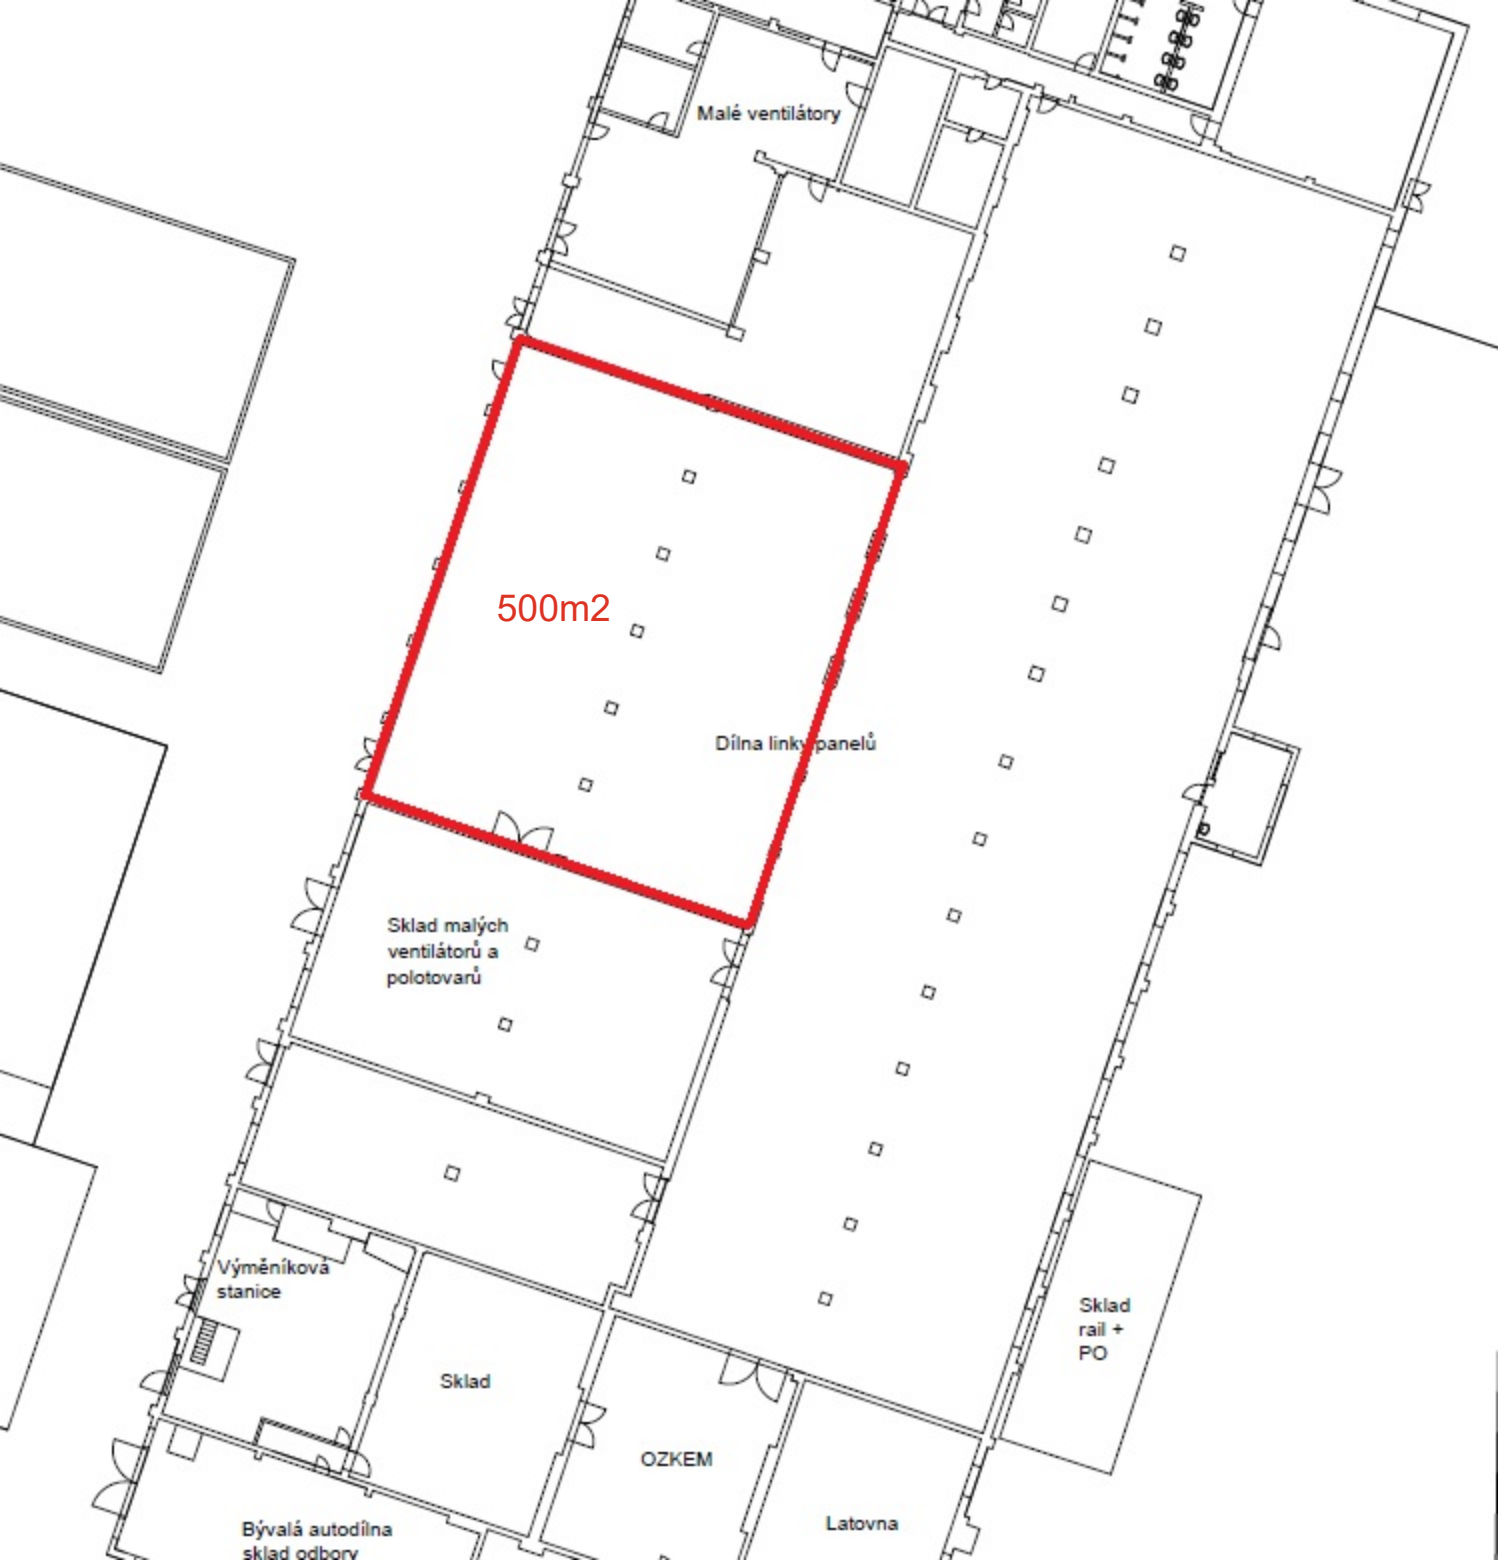 Malé ventilátory
500m2
Dílna linky panelů
Sklad malých
ventilátorů a
polotovarů
Výměníková
stanice
Sklad
rail +
PO
Sklad
OZKEM
Latovna
Bývalá autodílna
sklad odbory